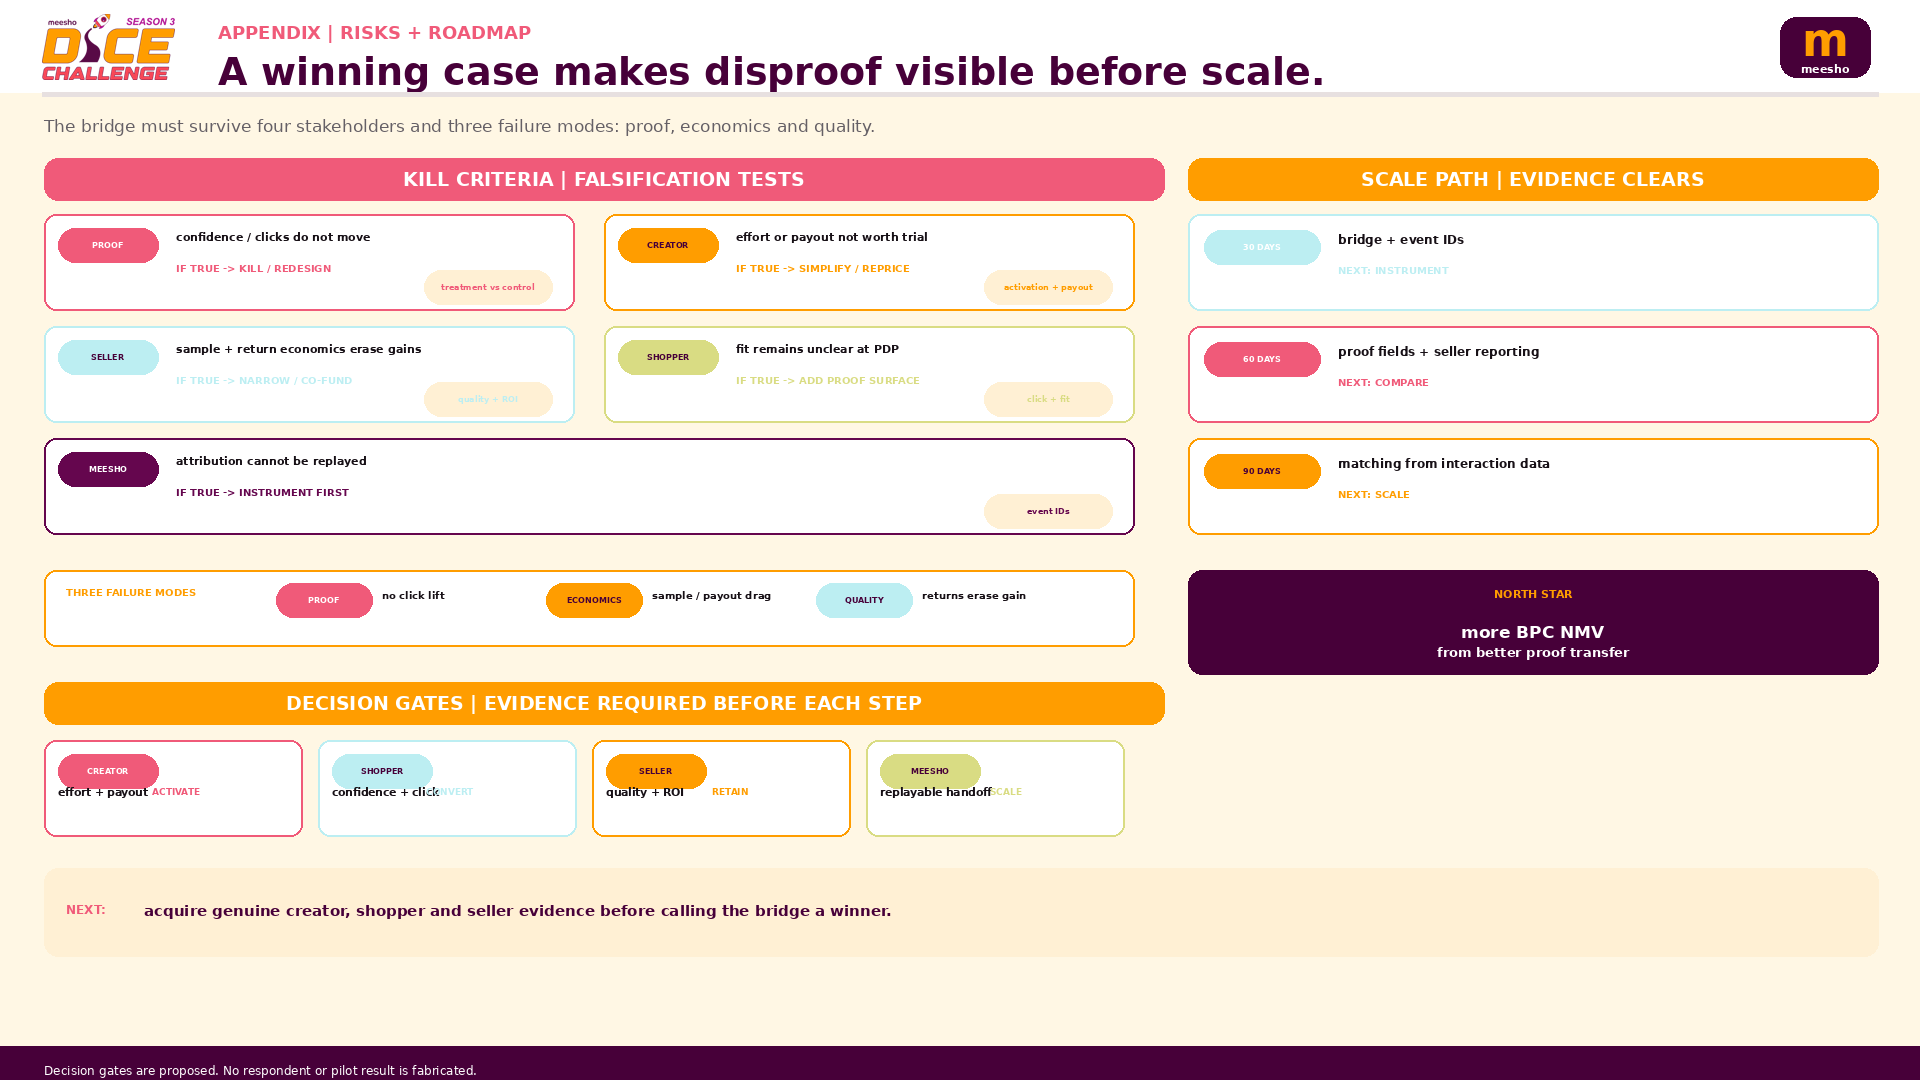 meesho
SEASON 3
DICE
CHALLENGE
APPENDIX | RISKS + ROADMAP
A winning case makes disproof visible before scale.
m
meesho
The bridge must survive four stakeholders and three failure modes: proof, economics and quality.
KILL CRITERIA | FALSIFICATION TESTS
PROOF
confidence / clicks do not move
IF TRUE -> KILL / REDESIGN
treatment vs control
CREATOR
effort or payout not worth trial
IF TRUE -> SIMPLIFY / REPRICE
activation + payout
SELLER
sample + return economics erase gains
IF TRUE -> NARROW / CO-FUND
quality + ROI
SHOPPER
fit remains unclear at PDP
IF TRUE -> ADD PROOF SURFACE
click + fit
MEESHO
attribution cannot be replayed
IF TRUE -> INSTRUMENT FIRST
event IDs
SCALE PATH | EVIDENCE CLEARS
30 DAYS
bridge + event IDs
NEXT: INSTRUMENT
60 DAYS
proof fields + seller reporting
NEXT: COMPARE
90 DAYS
matching from interaction data
NEXT: SCALE
THREE FAILURE MODES
PROOF
no click lift
ECONOMICS
sample / payout drag
QUALITY
returns erase gain
NORTH STAR
more BPC NMV
from better proof transfer
DECISION GATES | EVIDENCE REQUIRED BEFORE EACH STEP
CREATOR
effort + payout ACTIVATE
SHOPPER
confidence + click
SELLER
quality + ROI RETAIN
MEESHO
replayable handoff SCALE
NEXT: acquire genuine creator, shopper and seller evidence before calling the bridge a winner.
Decision gates are proposed. No respondent or pilot result is fabricated.